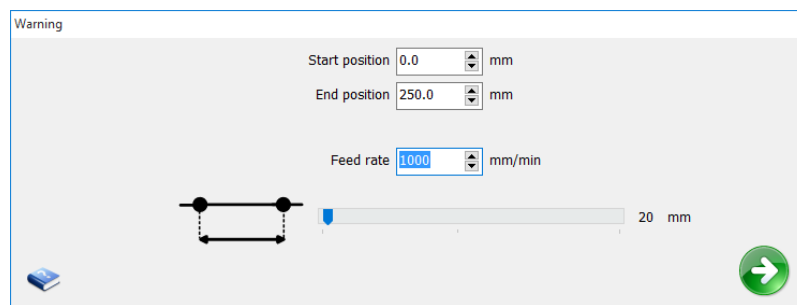 Warning
Start position 0.0 mm
End position 250.0 mm
Feed rate 1000 mm/min
20 mm